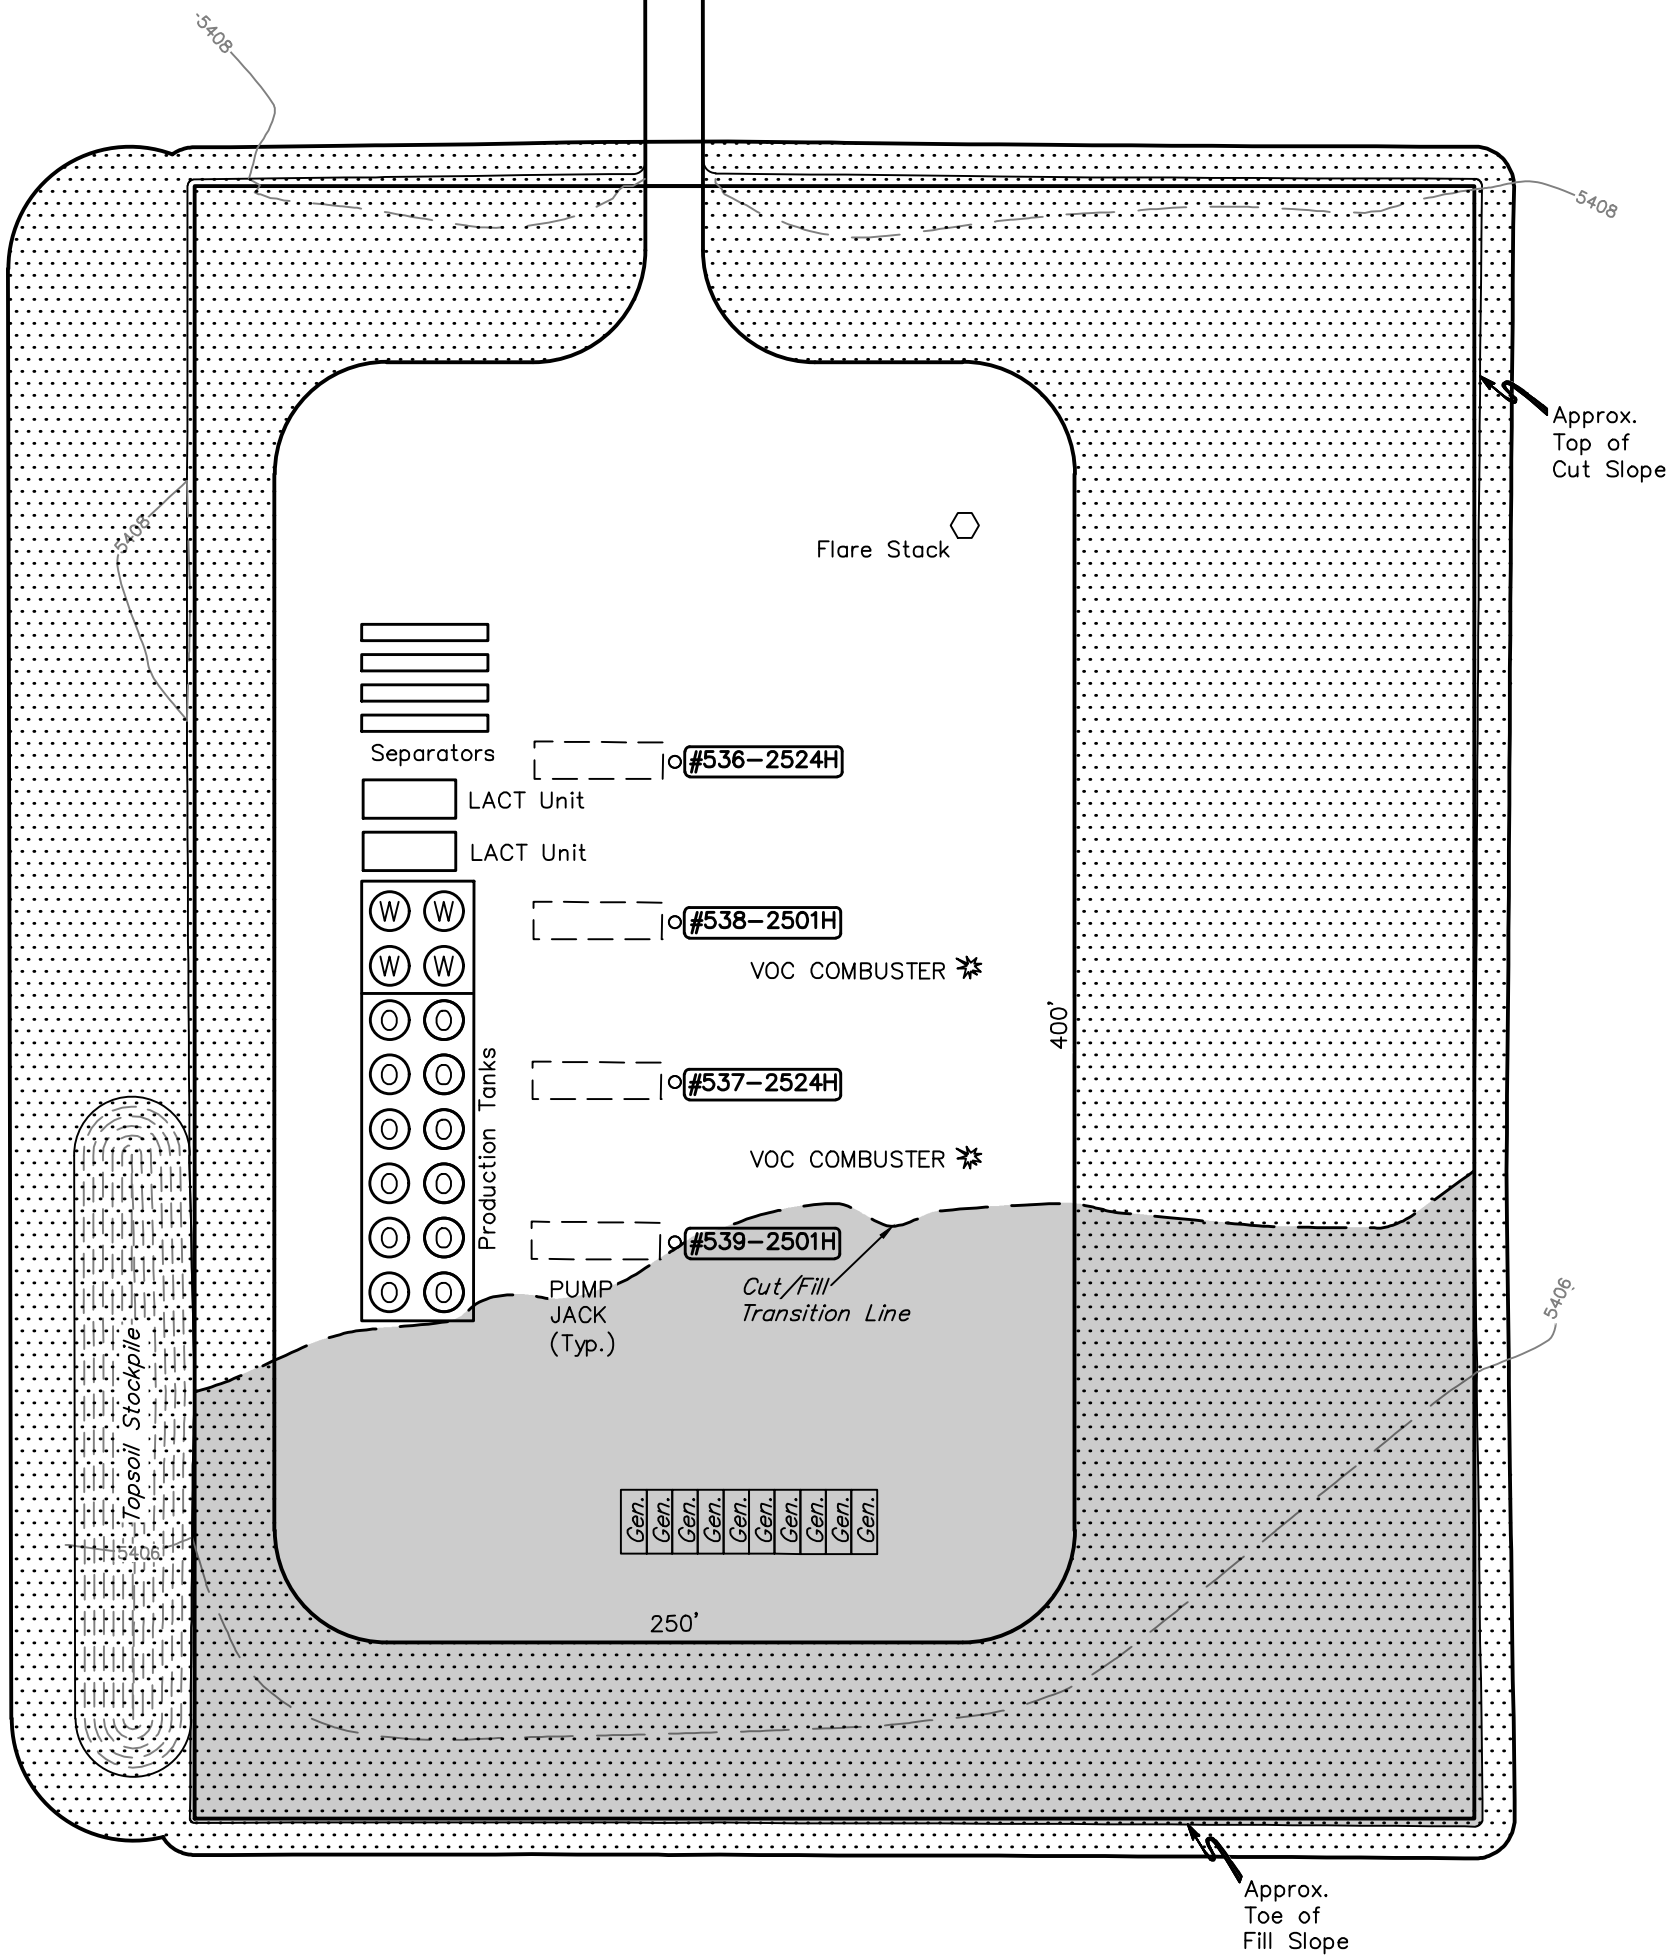 5408
5408
Approx.
Top of
Cut Slope
5408
Flare Stack
Separators
#536-2524H
LACT Unit
LACT Unit
W W
#538-2501H
W W
VOC COMBUSTER
O O
400'
O O
Production Tanks
#537-2524H
O O
VOC COMBUSTER
O O
O O
#539-2501H
O O
PUMP
JACK
(Typ.)
Cut/Fill
Transition Line
5406
Topsoil Stockpile
Gen. Gen. Gen. Gen. Gen. Gen. Gen. Gen. Gen. Gen.
5406
250'
Approx.
Toe of
Fill Slope